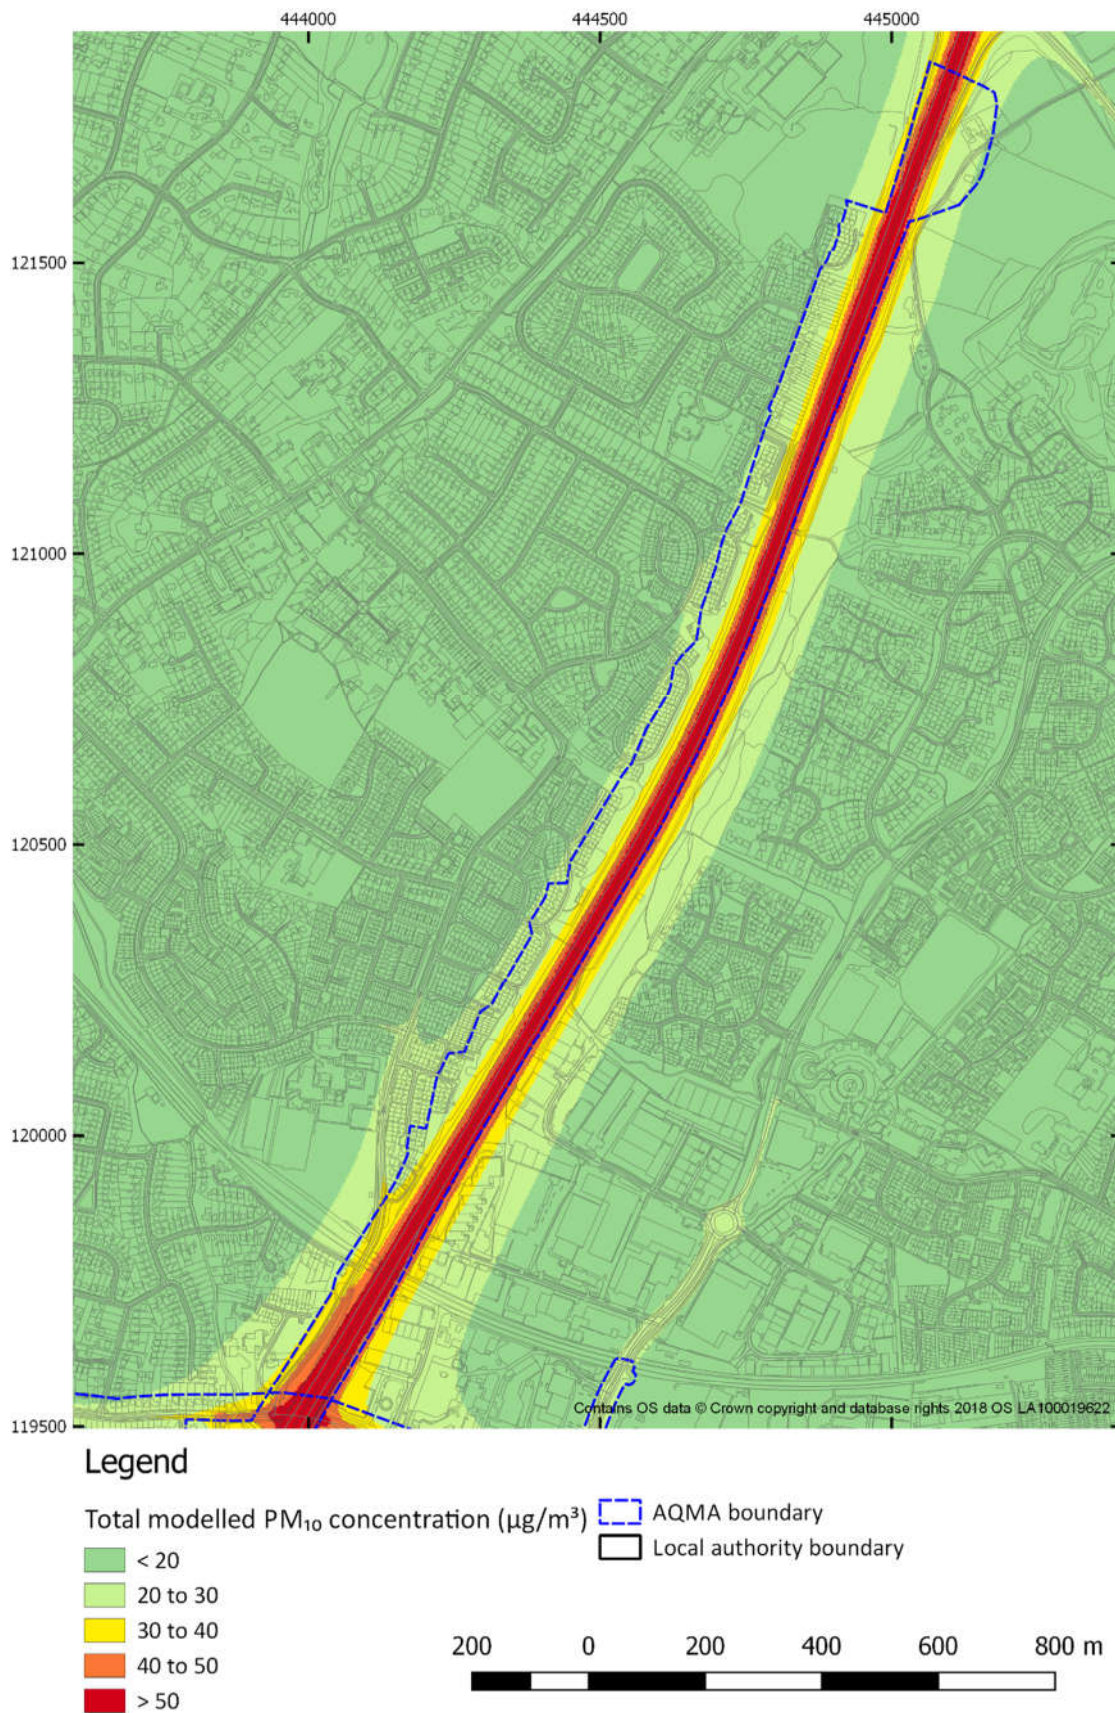 444000 444500 445000
121500
121000
120500
120000
119500
Contains OS data © Crown copyright and database rights 2018 OS LA100019622
Legend
Total modelled PM₁₀ concentration (µg/m³)
< 20
20 to 30
30 to 40
40 to 50
> 50
AQMA boundary
Local authority boundary
200 0 200 400 600 800 m